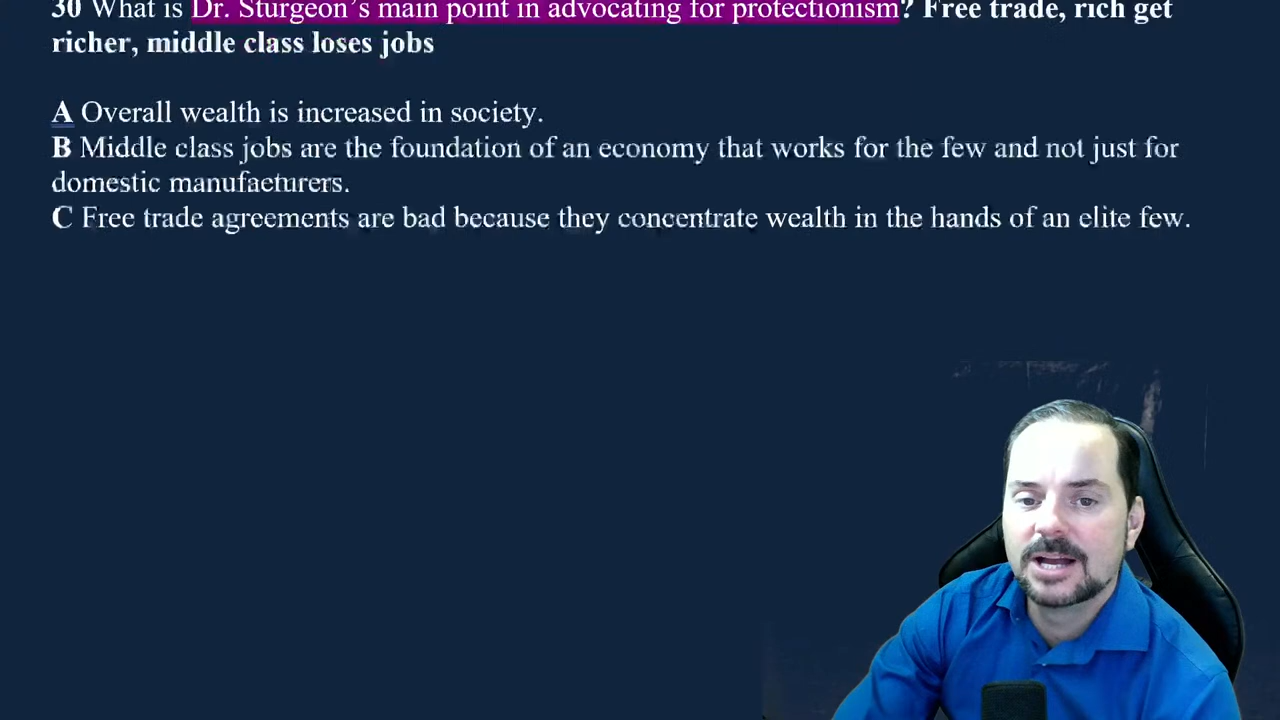 30 What is Dr. Sturgeon’s main point in advocating for protectionism? Free trade, rich get
richer, middle class loses jobs
A Overall wealth is increased in society.
B Middle class jobs are the foundation of an economy that works for the few and not just for
domestic manufacturers.
C Free trade agreements are bad because they concentrate wealth in the hands of an elite few.